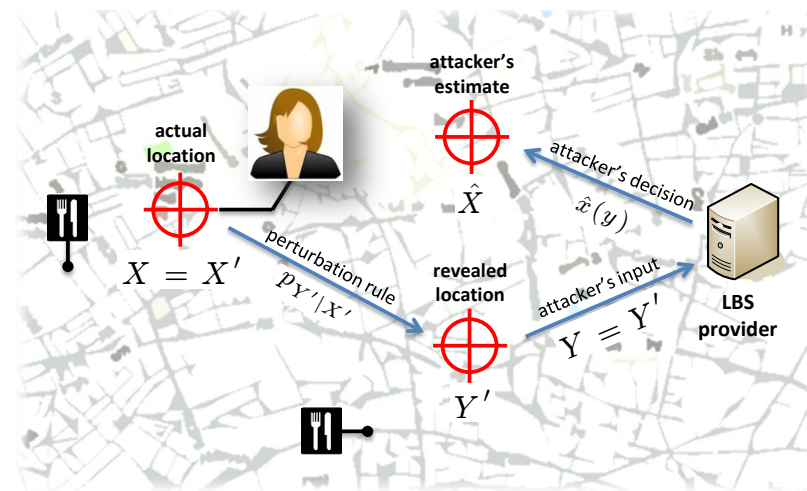 attacker's
estimate
actual
location
X̂
attacker's decision
x̂(y)
X = X′
perturbation rule
p_{Y′|X′}
revealed
location
attacker's input
Y = Y′
LBS
provider
Y′